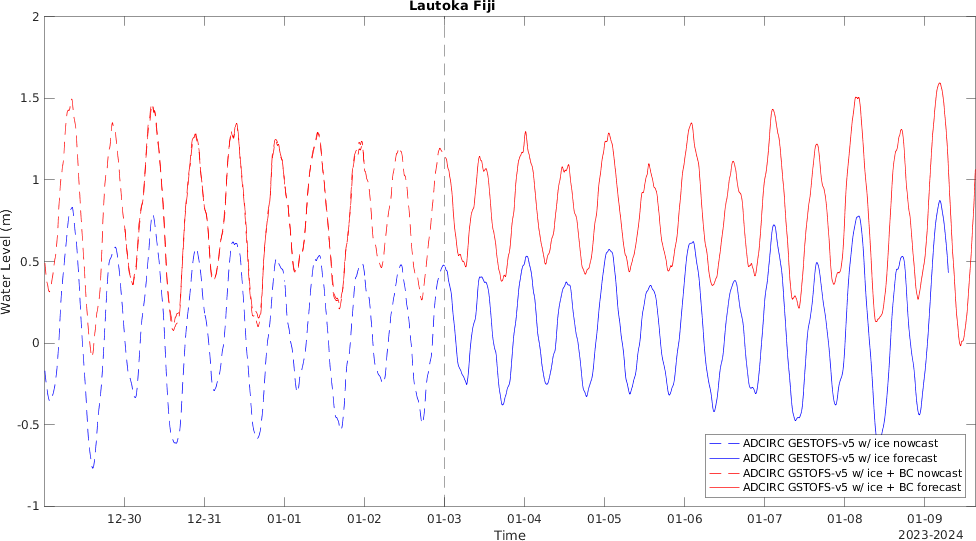 Lautoka Fiji
2
1.5
1
0.5
0
-0.5
-1
Water Level (m)
12-30
12-31
01-01
01-02
01-03
01-04
01-05
01-06
01-07
01-08
01-09
Time
2023-2024
ADCIRC GESTOFS-v5 w/ ice nowcast
ADCIRC GESTOFS-v5 w/ ice forecast
ADCIRC GSTOFS-v5 w/ ice + BC nowcast
ADCIRC GSTOFS-v5 w/ ice + BC forecast